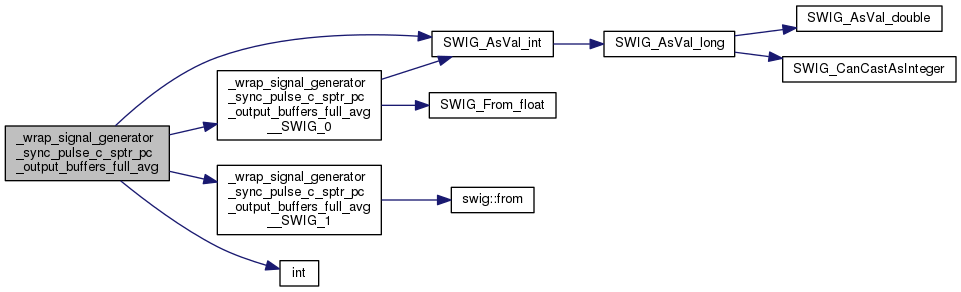 _wrap_signal_generator
_sync_pulse_c_sptr_pc
_output_buffers_full_avg
_wrap_signal_generator
_sync_pulse_c_sptr_pc
_output_buffers_full_avg
__SWIG_0
_wrap_signal_generator
_sync_pulse_c_sptr_pc
_output_buffers_full_avg
__SWIG_1
int
SWIG_AsVal_int
SWIG_From_float
swig::from
SWIG_AsVal_long
SWIG_AsVal_double
SWIG_CanCastAsInteger